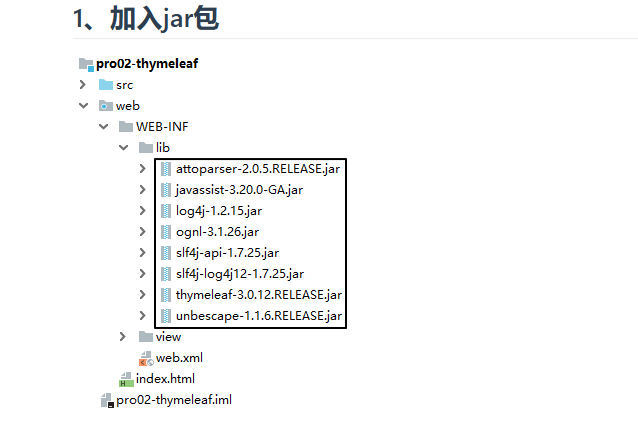 1、加入jar包
pro02-thymeleaf
src
web
WEB-INF
lib
attoparser-2.0.5.RELEASE.jar
javassist-3.20.0-GA.jar
log4j-1.2.15.jar
ognl-3.1.26.jar
slf4j-api-1.7.25.jar
slf4j-log4j12-1.7.25.jar
thymeleaf-3.0.12.RELEASE.jar
unbescape-1.1.6.RELEASE.jar
view
web.xml
index.html
pro02-thymeleaf.iml